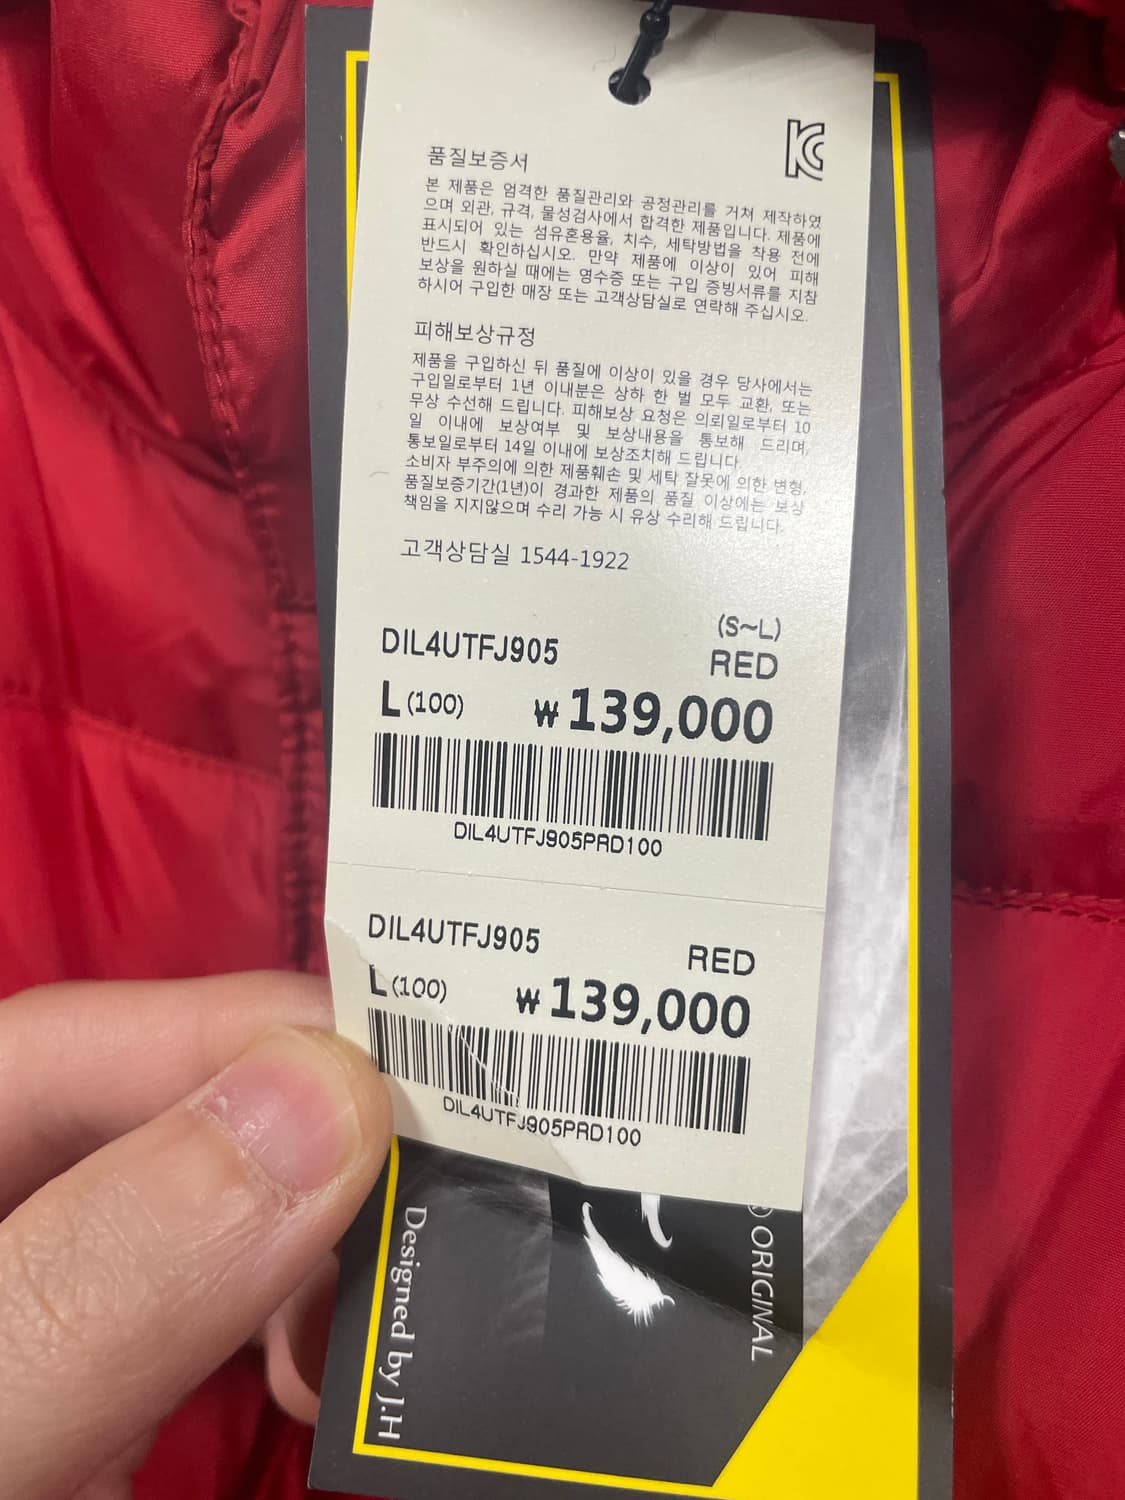 KC
품질보증서
본 제품은 엄격한 품질관리와 공정관리를 거쳐 제작하였
으며 외관, 규격, 물성검사에서 합격한 제품입니다. 제품에
표시되어 있는 섬유혼용율, 치수, 세탁방법을 착용 전에
반드시 확인하십시오. 만약 제품에 이상이 있어 피해
보상을 원하실 때에는 영수증 또는 구입 증빙서류를 지참
하시어 구입한 매장 또는 고객상담실로 연락해 주십시오.
피해보상규정
제품을 구입하신 뒤 품질에 이상이 있을 경우 당사에서는
구입일로부터 1년 이내분은 상하 한 벌 모두 교환, 또는
무상 수선해 드립니다. 피해보상 요청은 의뢰일로부터 10
일 이내에 보상여부 및 보상내용을 통보해 드리며,
통보일로부터 14일 이내에 보상조치해 드립니다.
소비자 부주의에 의한 제품훼손 및 세탁 잘못에 의한 변형,
품질보증기간(1년)이 경과한 제품의 품질 이상에는 보상
책임을 지지않으며 수리 가능 시 유상 수리해 드립니다.
고객상담실 1544-1922
(S~L)
DIL4UTFJ905 RED
L(100) ₩139,000
DIL4UTFJ905PRD100
DIL4UTFJ905 RED
L(100) ₩139,000
DIL4UTFJ905PRD100
® ORIGINAL
Designed by J.H